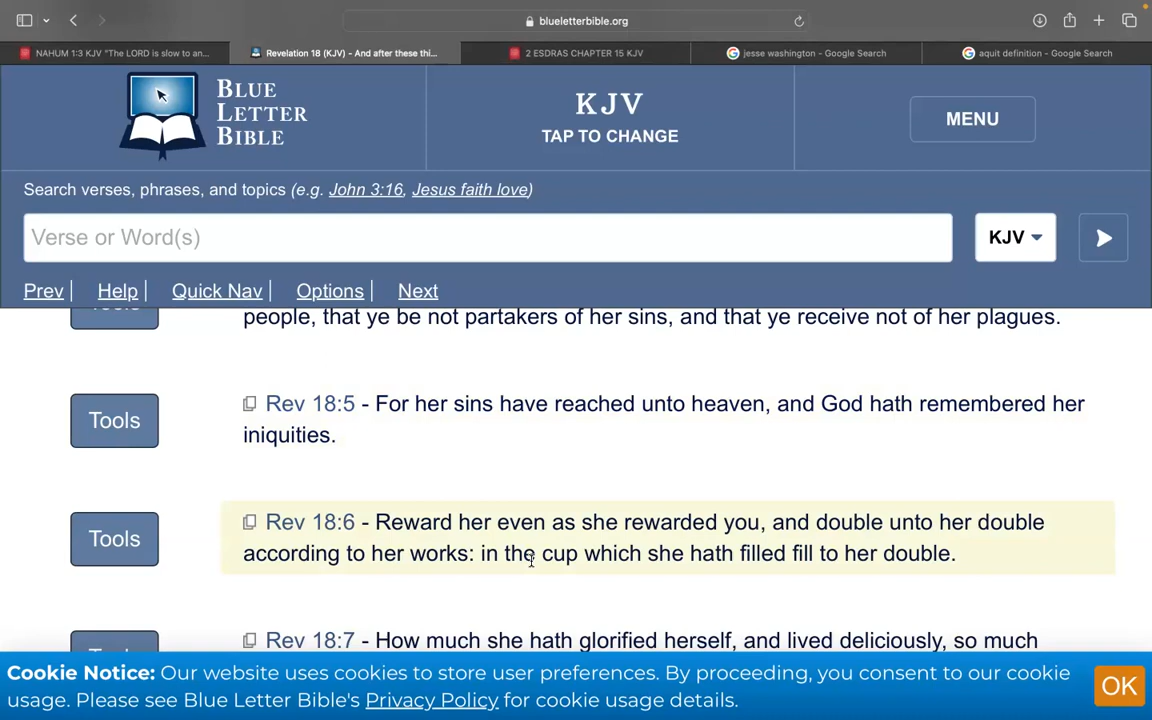 blueletterbible.org
NAHUM 1:3 KJV "The LORD is slow to an...
Revelation 18 (KJV) - And after these thi...
2 ESDRAS CHAPTER 15 KJV
jesse washington - Google Search
aquit definition - Google Search
BLUE
LETTER
BIBLE
KJV
TAP TO CHANGE
MENU
Search verses, phrases, and topics (e.g. John 3:16, Jesus faith love)
Verse or Word(s)
KJV
Prev | Help | Quick Nav | Options | Next
Tools
people, that ye be not partakers of her sins, and that ye receive not of her plagues.
Tools
Rev 18:5 - For her sins have reached unto heaven, and God hath remembered her
iniquities.
Tools
Rev 18:6 - Reward her even as she rewarded you, and double unto her double
according to her works: in the cup which she hath filled fill to her double.
Tools
Rev 18:7 - How much she hath glorified herself, and lived deliciously, so much
Cookie Notice: Our website uses cookies to store user preferences. By proceeding, you consent to our cookie
usage. Please see Blue Letter Bible's Privacy Policy for cookie usage details.
OK